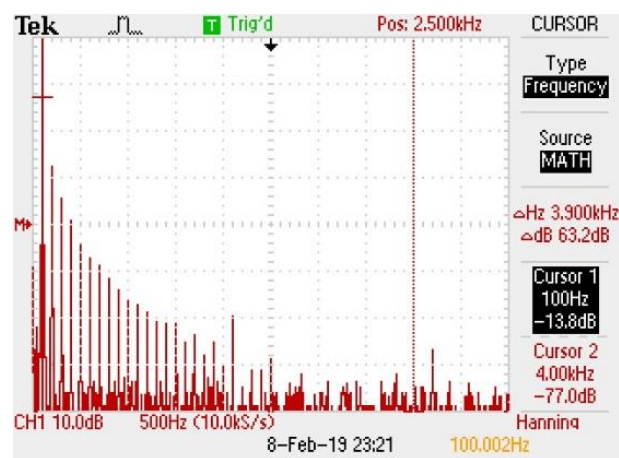 Tek T Trig'd Pos: 2.500kHz CURSOR
Type
Frequency
Source
MATH
M
△Hz 3.900kHz
△dB 63.2dB
Cursor 1
100Hz
-13.8dB
Cursor 2
4.00kHz
-77.0dB
CH1 10.0dB 500Hz (10.0kS/s) Hanning
8-Feb-19 23:21 100.002Hz